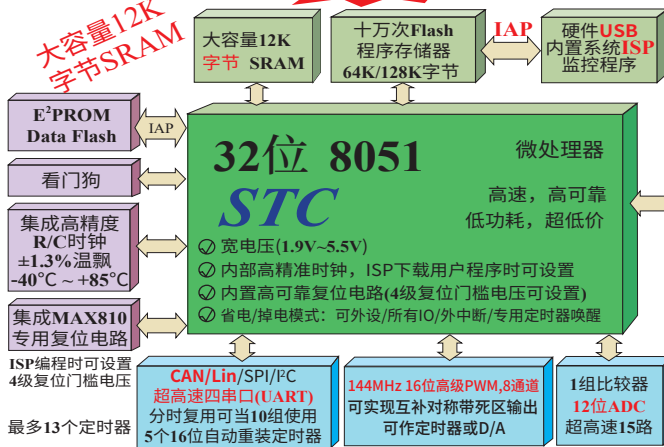 大容量12K
字节SRAM
大容量12K
字节 SRAM
十万次Flash
程序存储器
64K/128K字节
IAP
硬件USB
内置系统ISP
监控程序
E²PROM
Data Flash
IAP
看门狗
集成高精度
R/C时钟
±1.3%温飘
-40°C ~ +85°C
集成MAX810
专用复位电路
ISP编程时可设置
4级复位门槛电压
最多13个定时器
32位 8051
微处理器
STC
高速，高可靠
低功耗，超低价
宽电压(1.9V~5.5V)
内部高精准时钟，ISP下载用户程序时可设置
内置高可靠复位电路(4级复位门槛电压可设置)
省电/掉电模式：可外设/所有IO/外中断/专用定时器唤醒
CAN/Lin/SPI/I²C
超高速四串口(UART)
分时复用可当10组使用
5个16位自动重装定时器
144MHz 16位高级PWM,8通道
可实现互补对称带死区输出
可作定时器或D/A
1组比较器
12位ADC
超高速15路